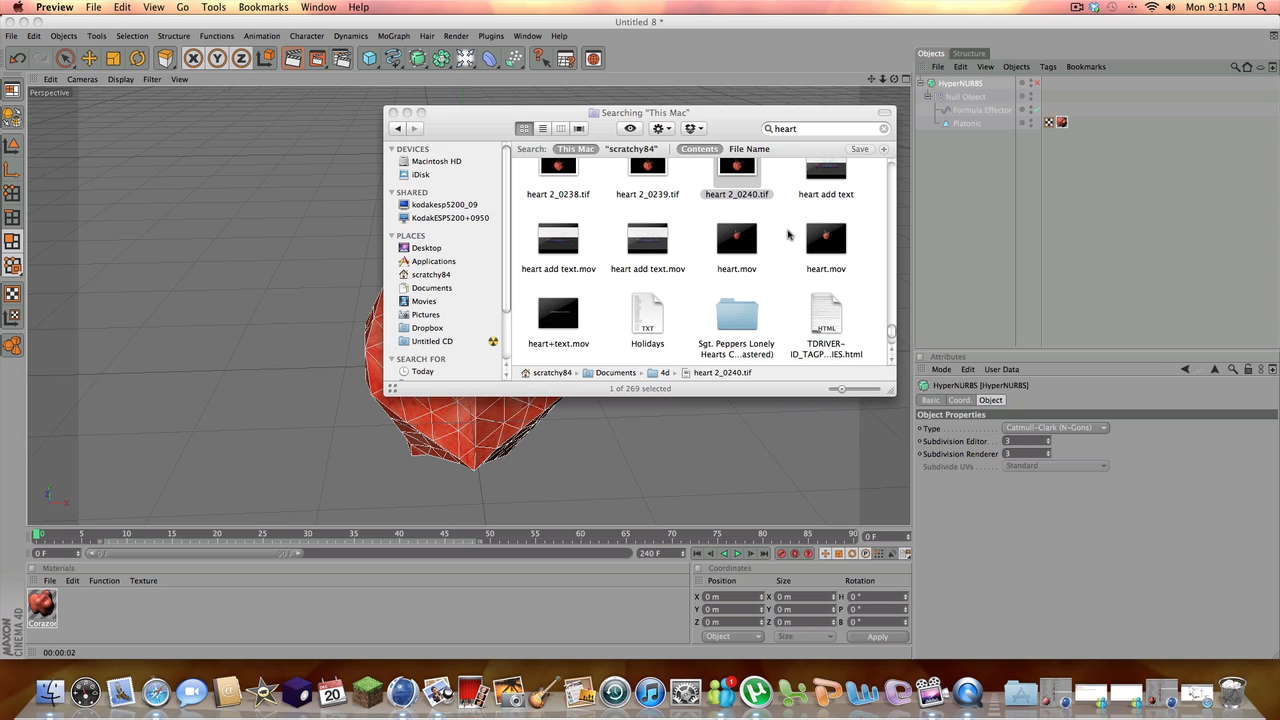 Preview File Edit View Go Tools Bookmarks Window Help Mon 9:11 PM
Untitled 8 *
File Edit Objects Tools Selection Structure Functions Animation Character Dynamics MoGraph Hair Render Plugins Window Help
X Y Z
Objects Structure
File Edit View Objects Tags Bookmarks
Edit Cameras Display Filter View
Perspective
HyperNURBS
Null Object
Formula Effector
Platonic
Searching "This Mac"
heart
Search: This Mac "scratchy84" Contents File Name Save
DEVICES
Macintosh HD
iDisk
SHARED
kodakesp5200_09
KodakESP5200+0950
PLACES
Desktop
Applications
scratchy84
Documents
Movies
Pictures
Dropbox
Untitled CD
SEARCH FOR
Today
heart 2_0238.tif heart 2_0239.tif heart 2_0240.tif heart add text
heart add text.mov heart add text.mov heart.mov heart.mov
TXT HTML
heart+text.mov Holidays Sgt. Peppers Lonely Hearts C...astered) TDRIVER-ID_TAGP...IES.html
scratchy84 Documents 4d heart 2_0240.tif
1 of 269 selected
Attributes
Mode Edit User Data
HyperNURBS [HyperNURBS]
Basic Coord. Object
Object Properties
Type Catmull-Clark (N-Gons)
Subdivision Editor 3
Subdivision Renderer 3
Subdivide UVs Standard
0 5 10 15 20 25 30 35 40 45 50 55 60 65 70 75 80 85 90 0 F
0 F 0 F 90 F 240 F
Materials
File Edit Function Texture
Corazor
Coordinates
Position Size Rotation
X 0 m X 0 m H 0 °
Y 0 m Y 0 m P 0 °
Z 0 m Z 0 m B 0 °
Object Size Apply
MAXON CINEMA 4D
00:00:02
20
1